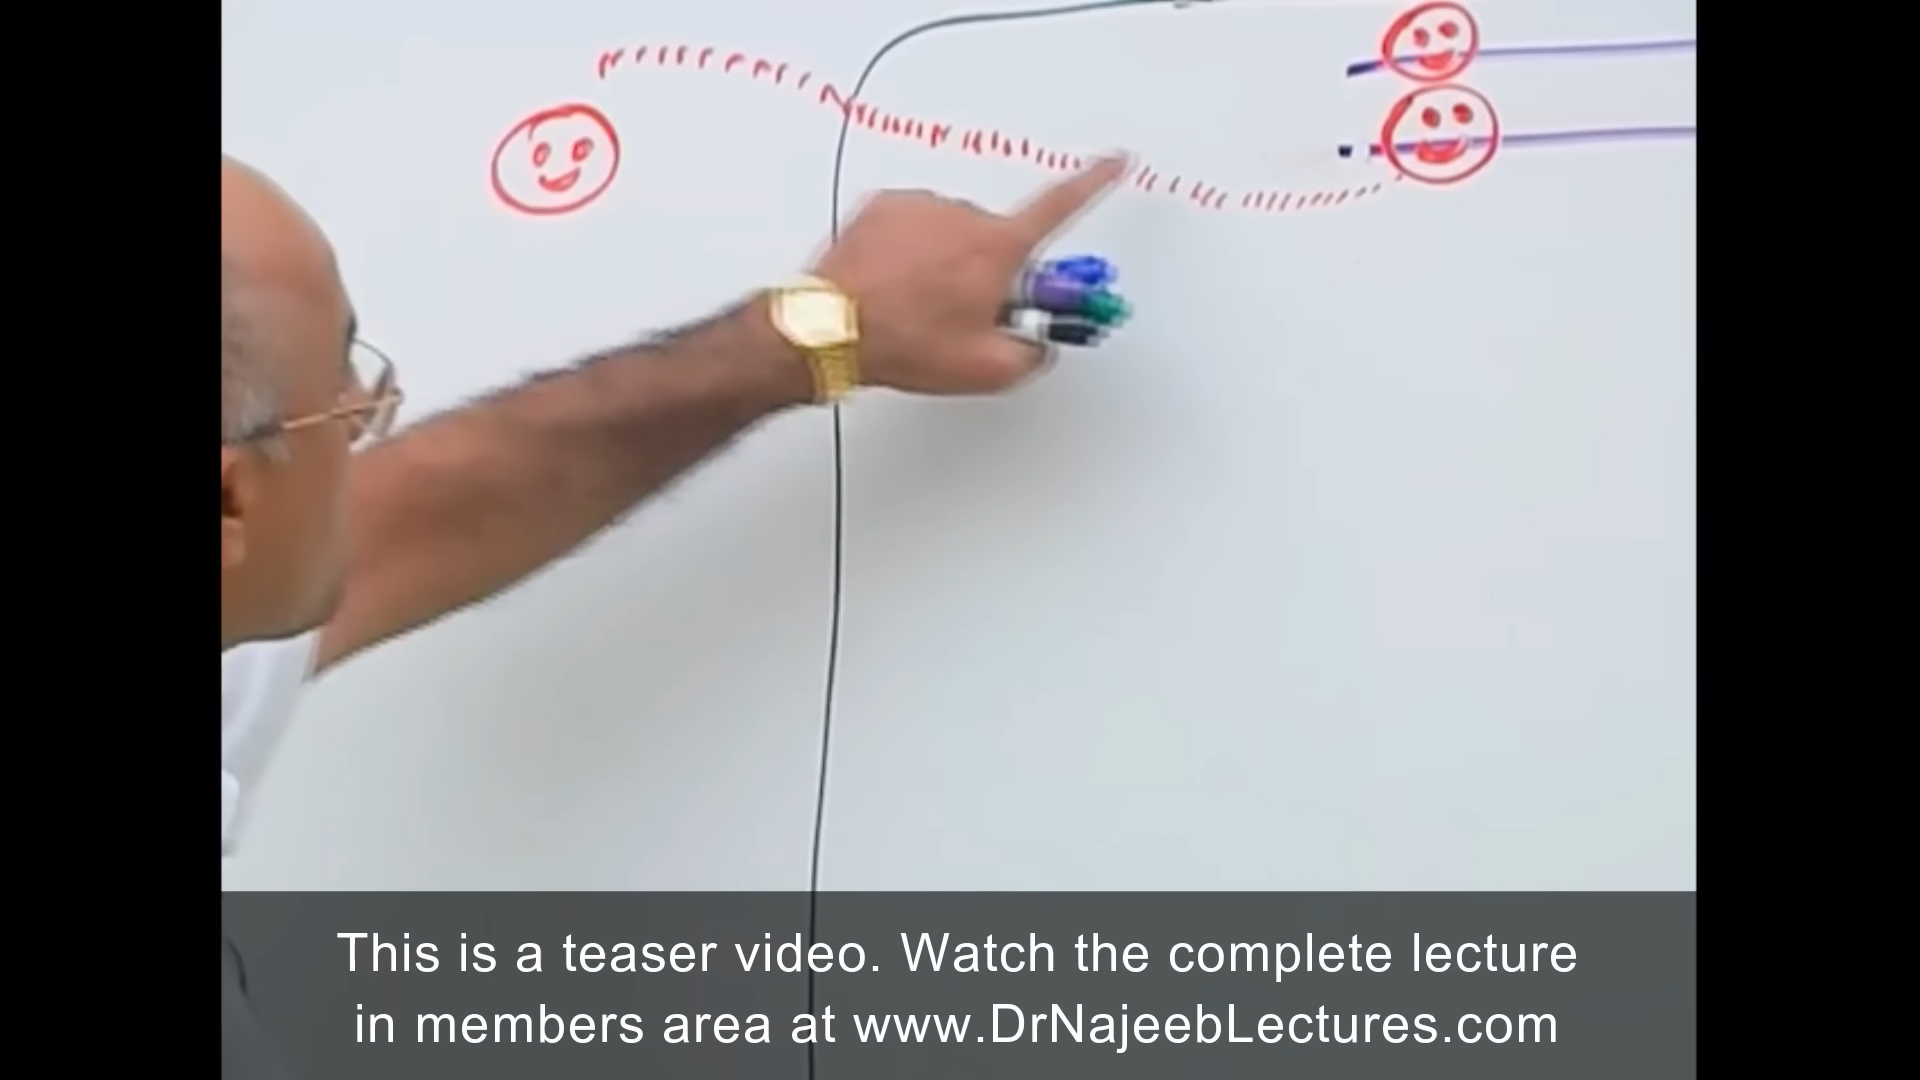 This is a teaser video. Watch the complete lecture
in members area at www.DrNajeebLectures.com